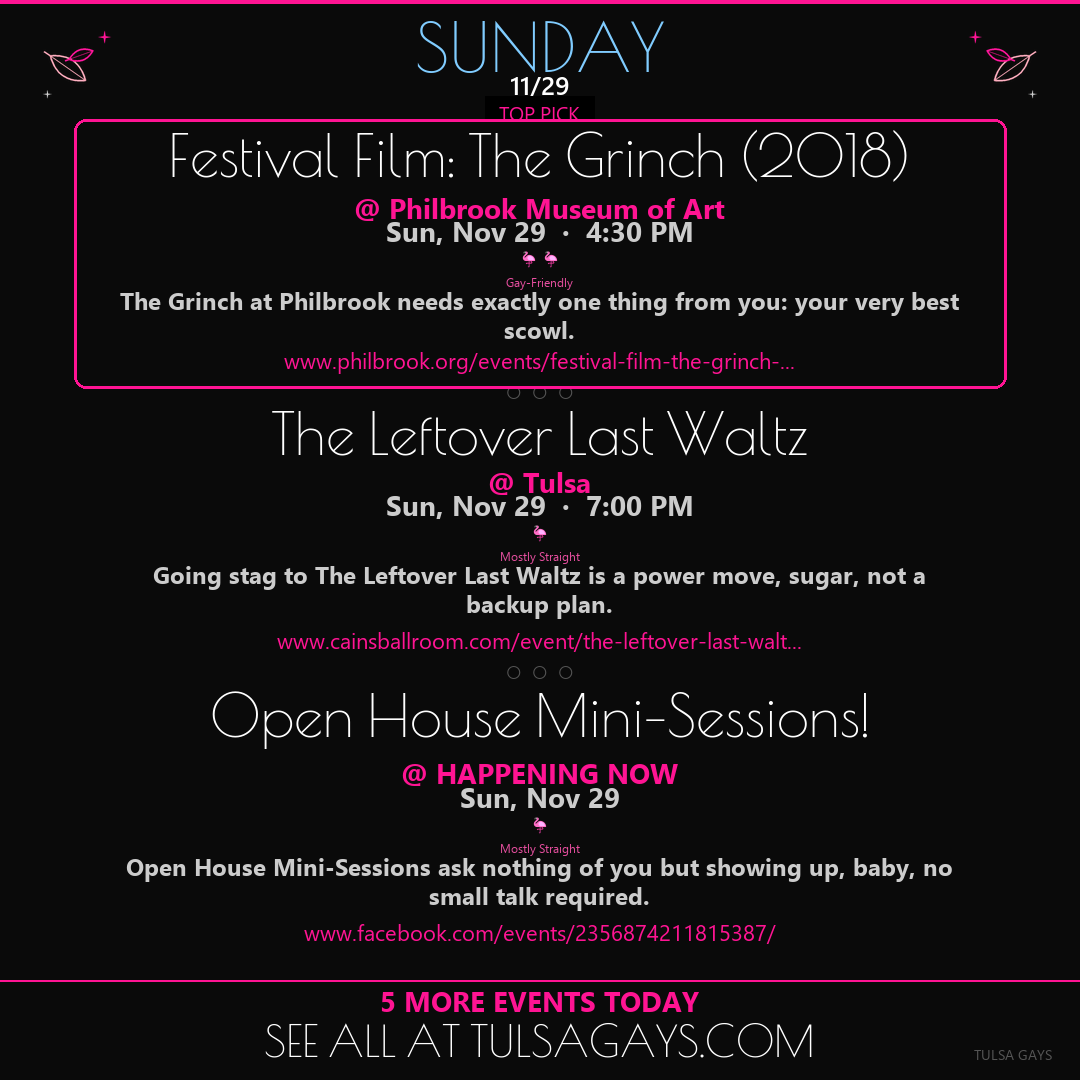 SUNDAY
11/29
TOP PICK
Festival Film: The Grinch (2018)
@ Philbrook Museum of Art
Sun, Nov 29 · 4:30 PM
Gay-Friendly
The Grinch at Philbrook needs exactly one thing from you: your very best
scowl.
www.philbrook.org/events/festival-film-the-grinch-...
The Leftover Last Waltz
@ Tulsa
Sun, Nov 29 · 7:00 PM
Mostly Straight
Going stag to The Leftover Last Waltz is a power move, sugar, not a
backup plan.
www.cainsballroom.com/event/the-leftover-last-walt...
Open House Mini-Sessions!
@ HAPPENING NOW
Sun, Nov 29
Mostly Straight
Open House Mini-Sessions ask nothing of you but showing up, baby, no
small talk required.
www.facebook.com/events/2356874211815387/
5 MORE EVENTS TODAY
SEE ALL AT TULSAGAYS.COM
TULSA GAYS